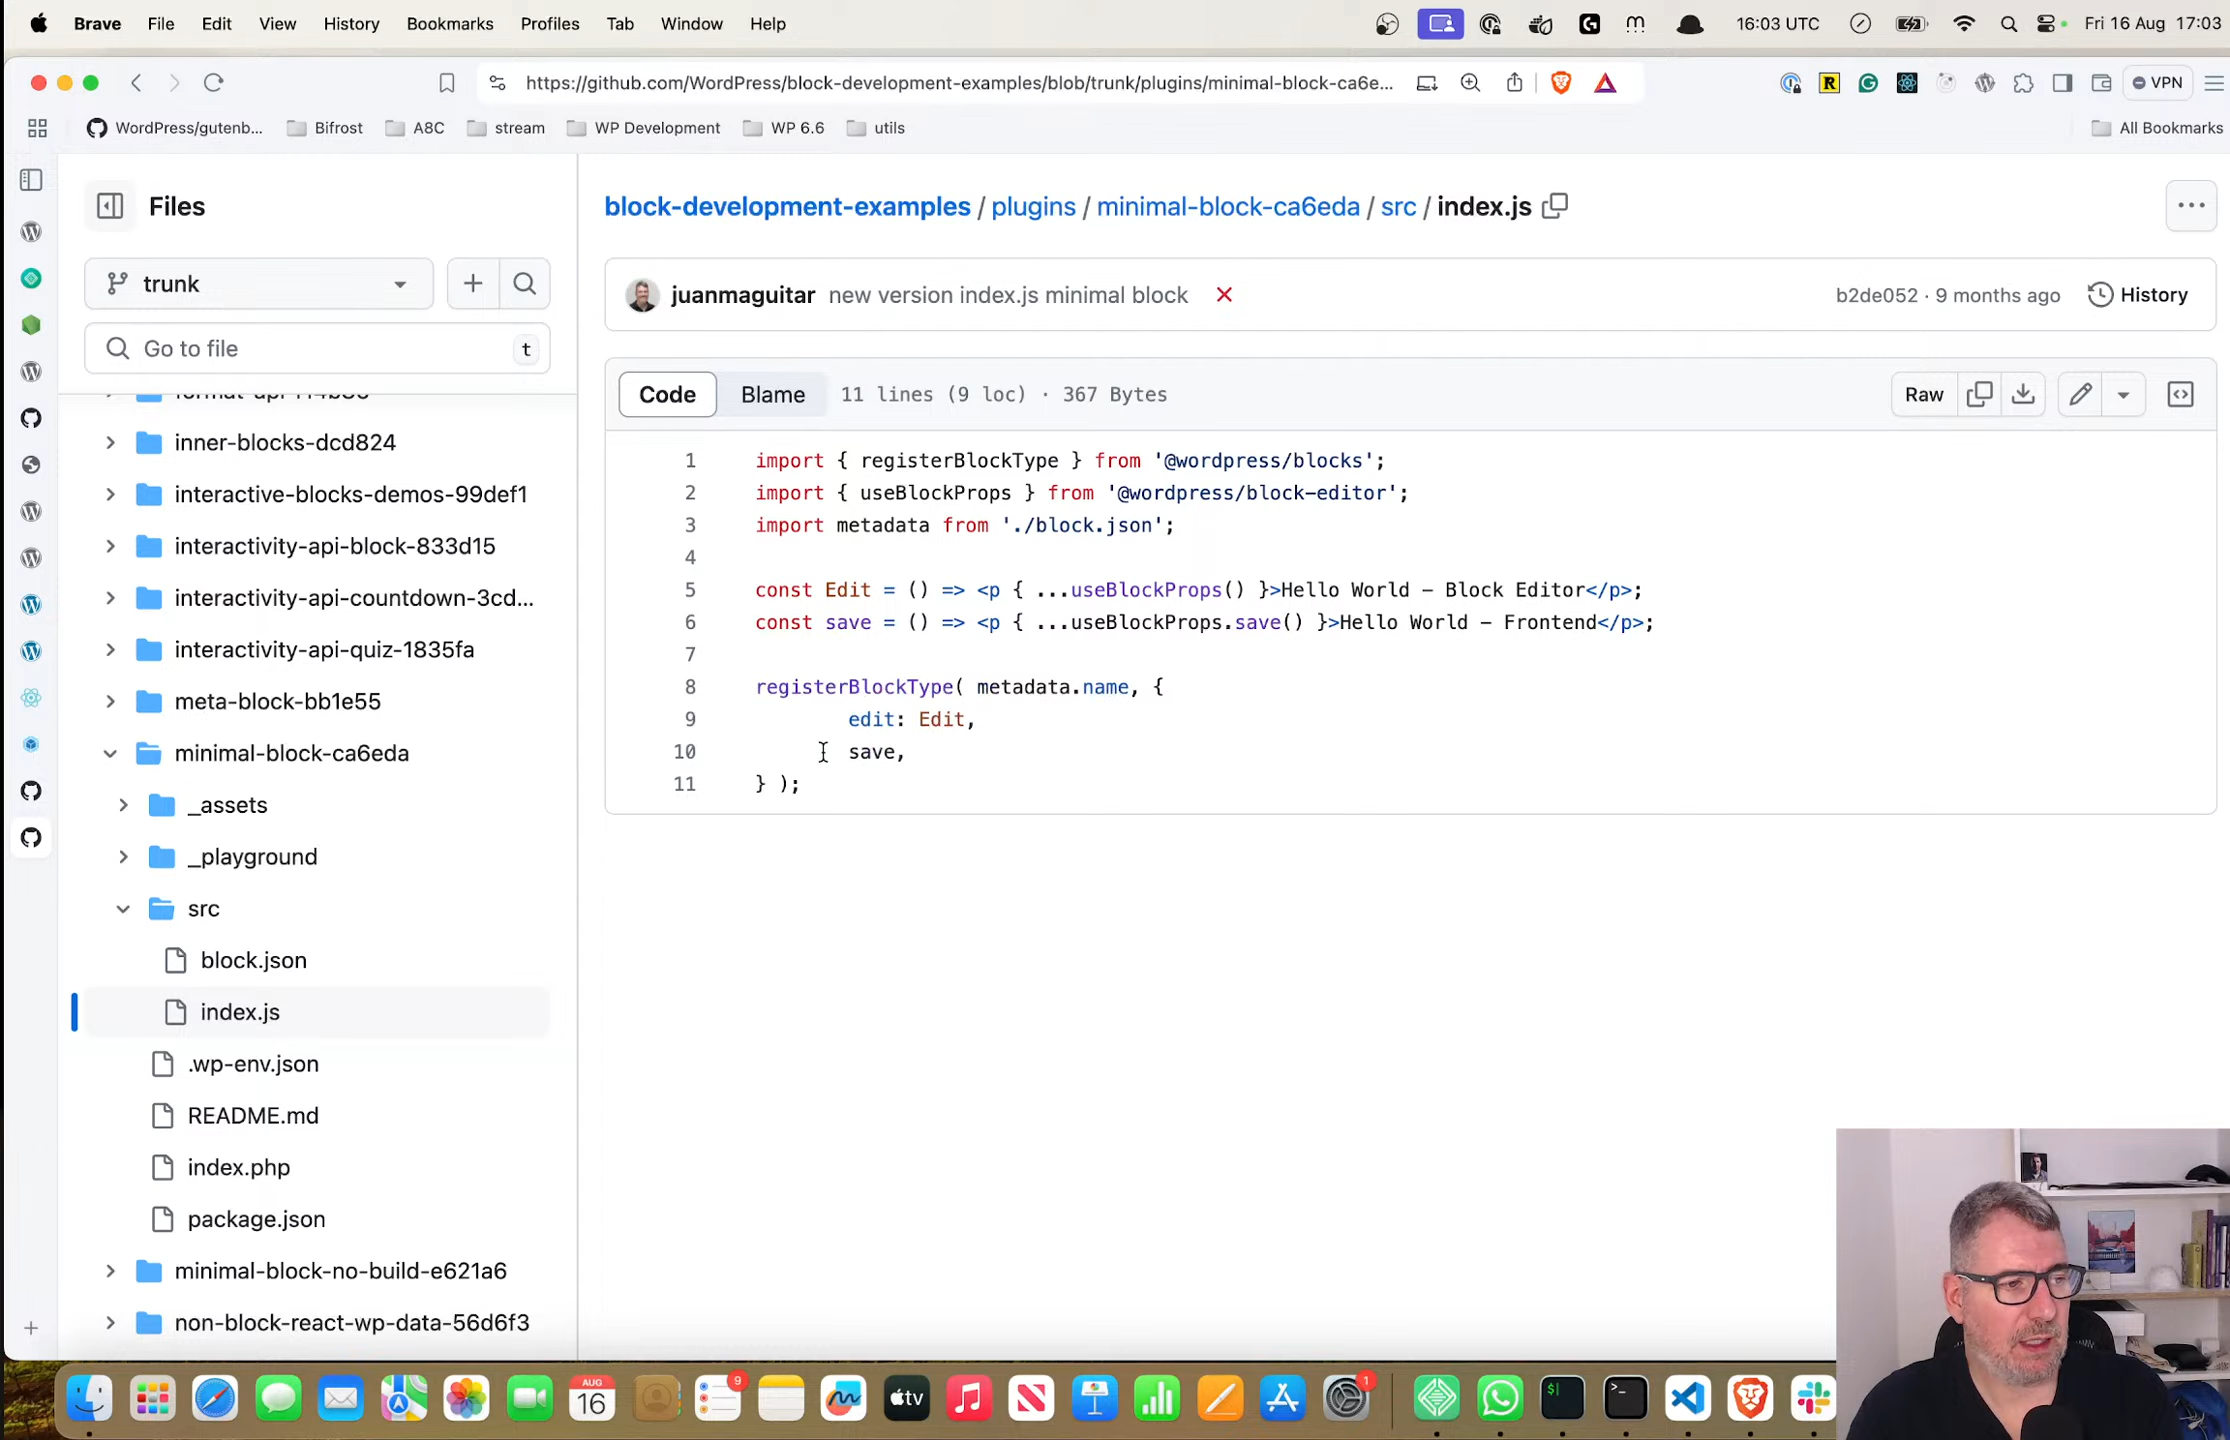 Brave File Edit View History Bookmarks Profiles Tab Window Help 16:03 UTC Fri 16 Aug 17:03
https://github.com/WordPress/block-development-examples/blob/trunk/plugins/minimal-block-ca6e... VPN
WordPress/gutenb... Bifrost A8C stream WP Development WP 6.6 utils All Bookmarks
Files
trunk
Go to file t
inner-blocks-dcd824
interactive-blocks-demos-99def1
interactivity-api-block-833d15
interactivity-api-countdown-3cd...
interactivity-api-quiz-1835fa
meta-block-bb1e55
minimal-block-ca6eda
_assets
_playground
src
block.json
index.js
.wp-env.json
README.md
index.php
package.json
minimal-block-no-build-e621a6
non-block-react-wp-data-56d6f3
block-development-examples / plugins / minimal-block-ca6eda / src / index.js
juanmaguitar new version index.js minimal block b2de052 · 9 months ago History
Code Blame 11 lines (9 loc) · 367 Bytes Raw
1 import { registerBlockType } from '@wordpress/blocks';
2 import { useBlockProps } from '@wordpress/block-editor';
3 import metadata from './block.json';
4
5 const Edit = () => <p { ...useBlockProps() }>Hello World - Block Editor</p>;
6 const save = () => <p { ...useBlockProps.save() }>Hello World - Frontend</p>;
7
8 registerBlockType( metadata.name, {
9 edit: Edit,
10 save,
11 } );
AUG
16
9
tv
1